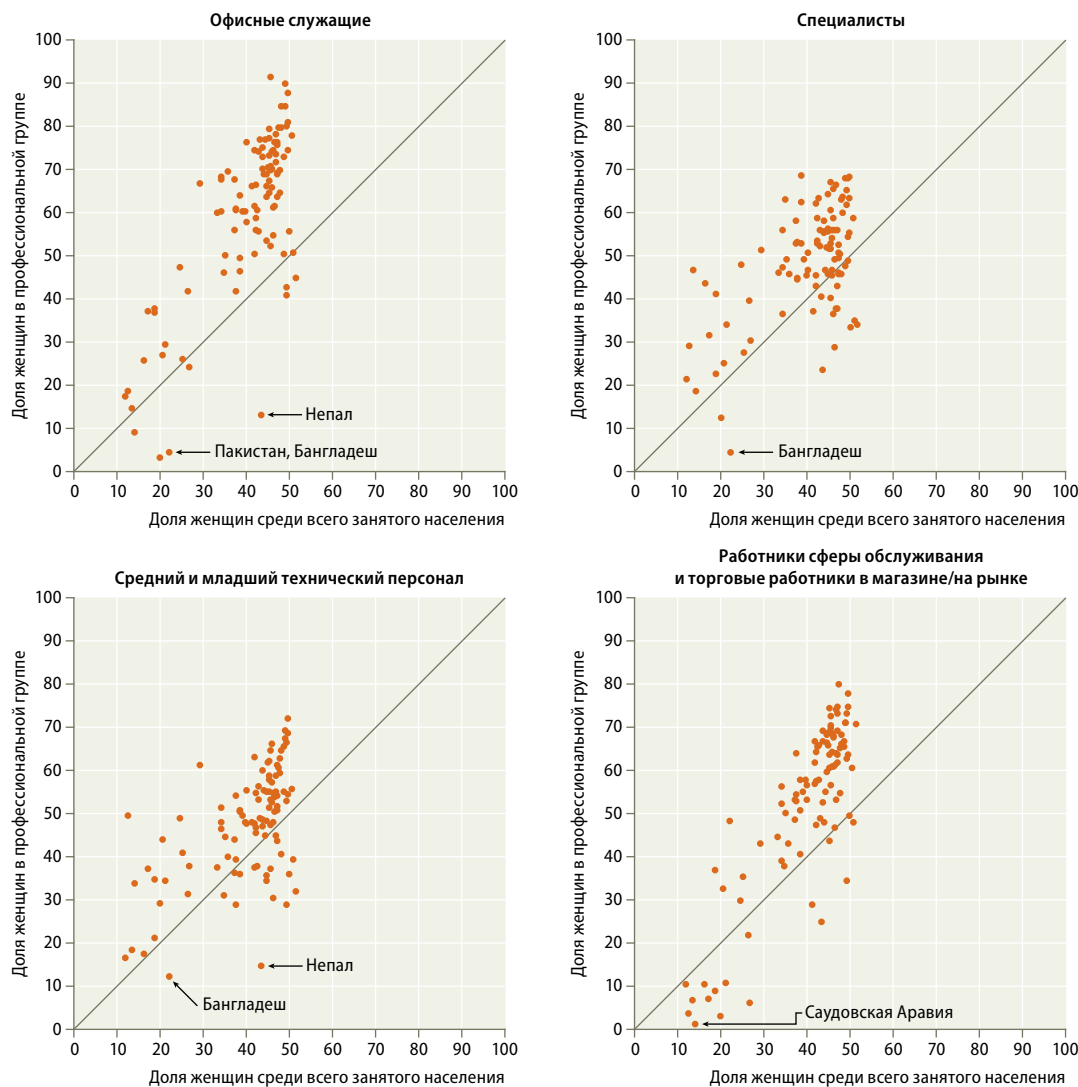 Офисные служащие
100
90
80
70
60
50
40
30
20
10
0
Доля женщин в профессиональной группе
Непал
Пакистан, Бангладеш
0 10 20 30 40 50 60 70 80 90 100
Доля женщин среди всего занятого населения
Специалисты
100
90
80
70
60
50
40
30
20
10
0
Доля женщин в профессиональной группе
Бангладеш
0 10 20 30 40 50 60 70 80 90 100
Доля женщин среди всего занятого населения
Средний и младший технический персонал
100
90
80
70
60
50
40
30
20
10
0
Доля женщин в профессиональной группе
Непал
Бангладеш
0 10 20 30 40 50 60 70 80 90 100
Доля женщин среди всего занятого населения
Работники сферы обслуживания
и торговые работники в магазине/на рынке
100
90
80
70
60
50
40
30
20
10
0
Доля женщин в профессиональной группе
Саудовская Аравия
0 10 20 30 40 50 60 70 80 90 100
Доля женщин среди всего занятого населения